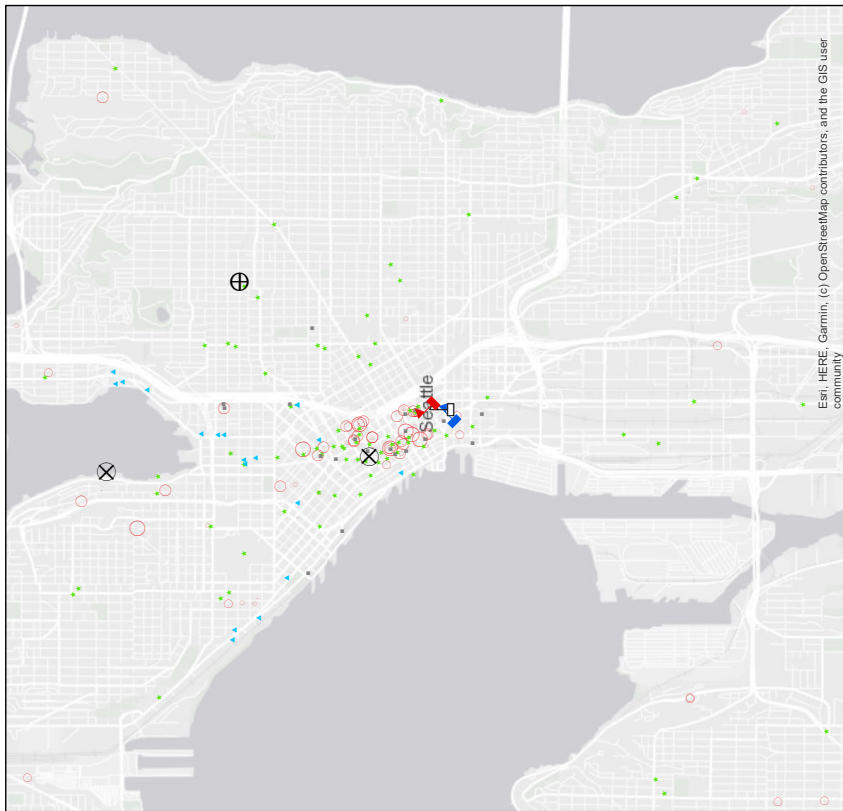 Seattle
Esri, HERE, Garmin, (c) OpenStreetMap contributors, and the GIS user
community